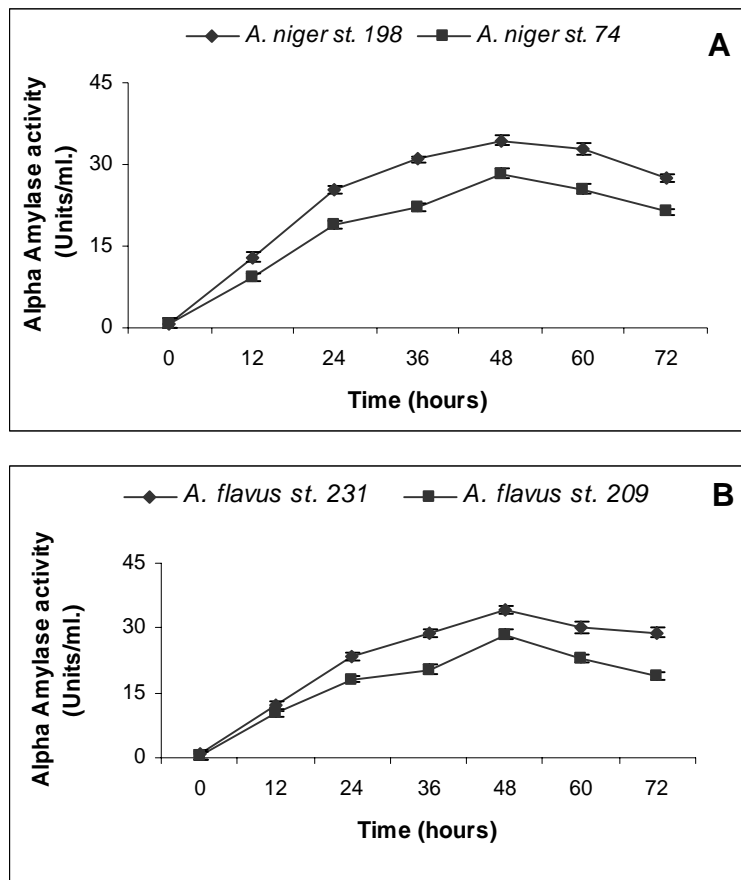 A. niger st. 198 A. niger st. 74
A
45
30
15
0
Alpha Amylase activity
(Units/ml.)
0 12 24 36 48 60 72
Time (hours)
A. flavus st. 231 A. flavus st. 209
B
45
30
15
0
Alpha Amylase activity
(Units/ml.)
0 12 24 36 48 60 72
Time (hours)